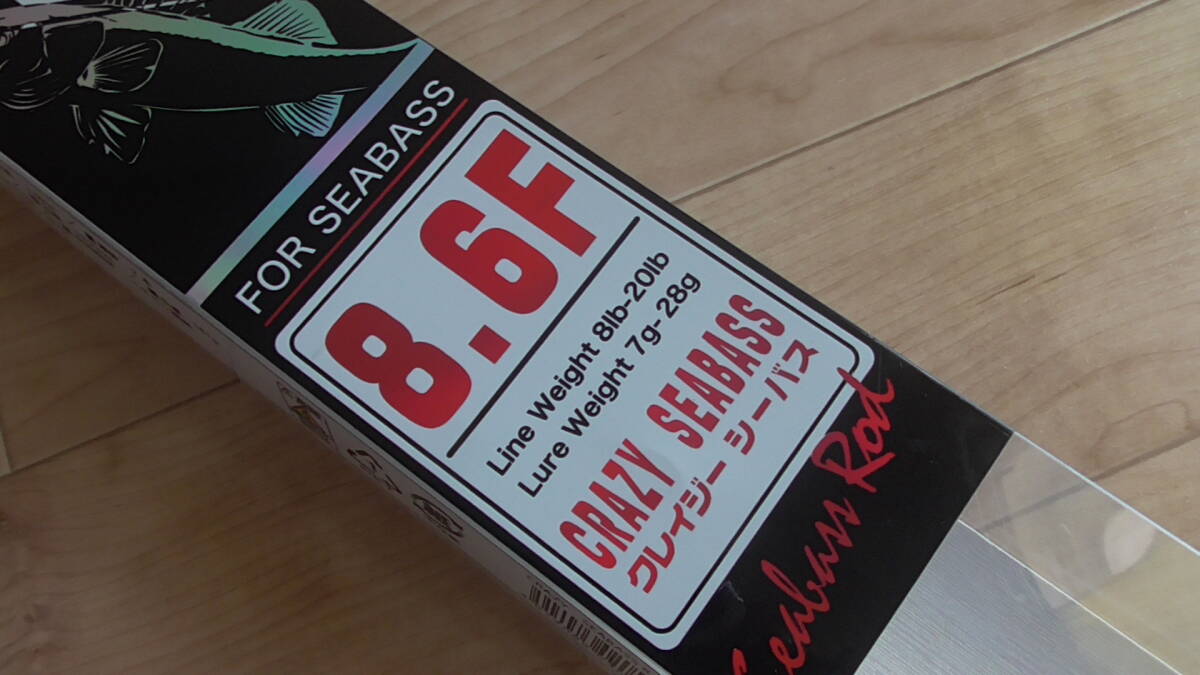 FOR SEABASS
8.6F
Line Weight 8lb-20lb
Lure Weight 7g-28g
CRAZY SEABASS
クレイジー シーバス
Seabass Rod